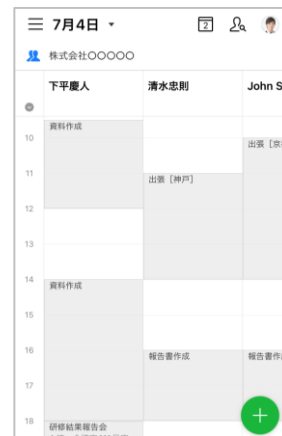 7月4日
2
株式会社○○○○○
下平慶人
清水忠則
John S
資料作成
10
出張［京
11
出張［神戸］
12
13
14
資料作成
15
16
報告書作成
報告書作
17
18
研修結果報告会